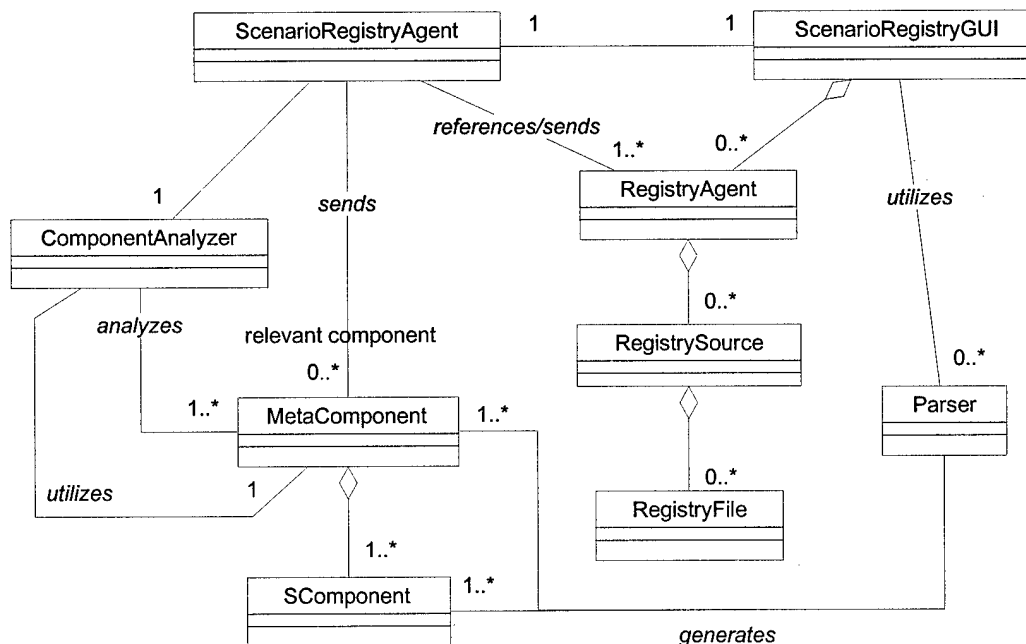 ScenarioRegistryAgent
1
1
ScenarioRegistryGUI
references/sends
1..*
0..*
RegistryAgent
1
sends
utilizes
ComponentAnalyzer
analyzes
0..*
relevant component
RegistrySource
0..*
0..*
1..*
MetaComponent
1..*
Parser
utilizes
1
0..*
RegistryFile
1..*
SComponent
1..*
generates